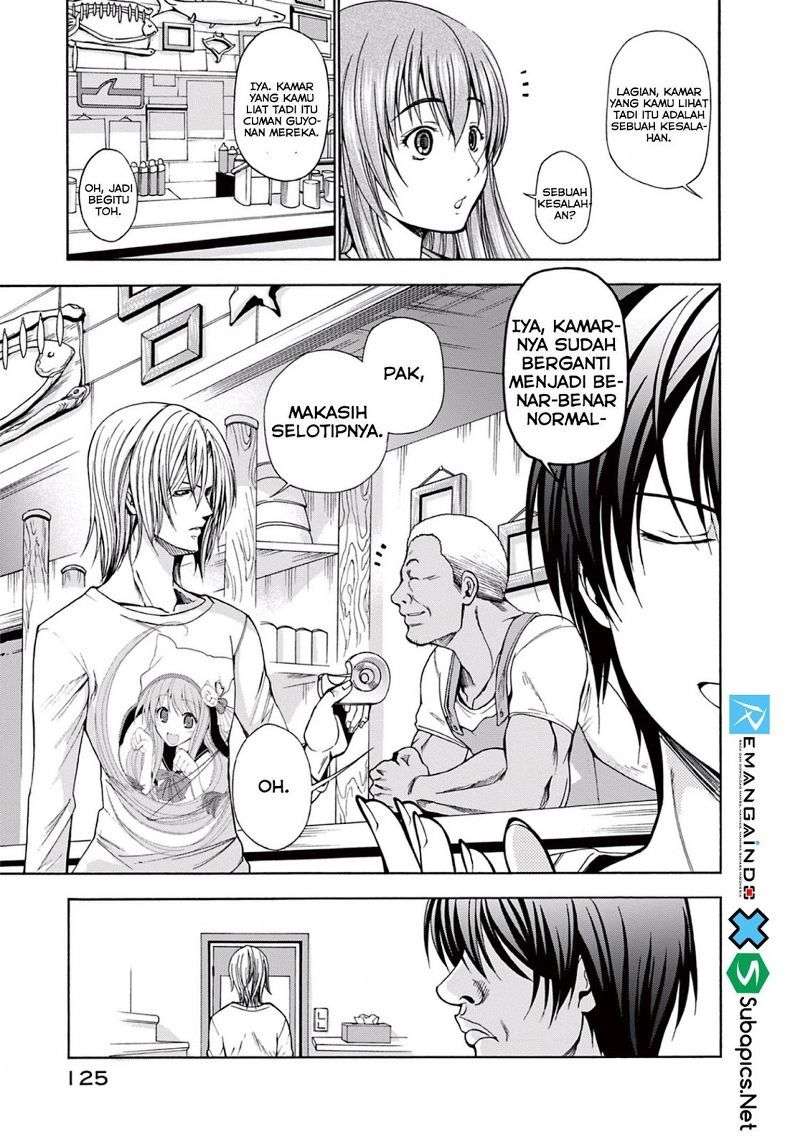 LAGIAN, KAMAR
YANG KAMU LIHAT
TADI ITU ADALAH
SEBUAH KESALA-
HAN.
SEBUAH
KESALAH-
AN?
IYA. KAMAR
YANG KAMU
LIAT TADI ITU
CUMAN GUYO-
NAN MEREKA.
OH, JADI
BEGITU
TOH.
IYA, KAMAR-
NYA SUDAH
BERGANTI
MENJADI BE-
NAR-BENAR
NORMAL-
PAK,
MAKASIH
SELOTIPNYA.
OH.
125
REMANGAINDO
Subapics.Net